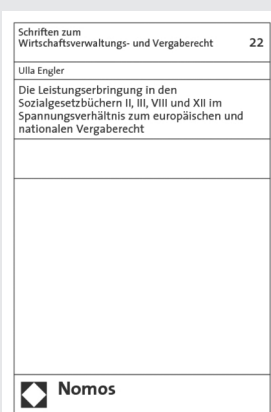 Schriften zum
Wirtschaftsverwaltungs- und Vergaberecht 22
Ulla Engler
Die Leistungserbringung in den
Sozialgesetzbüchern II, III, VIII und XII im
Spannungsverhältnis zum europäischen und
nationalen Vergaberecht
Nomos